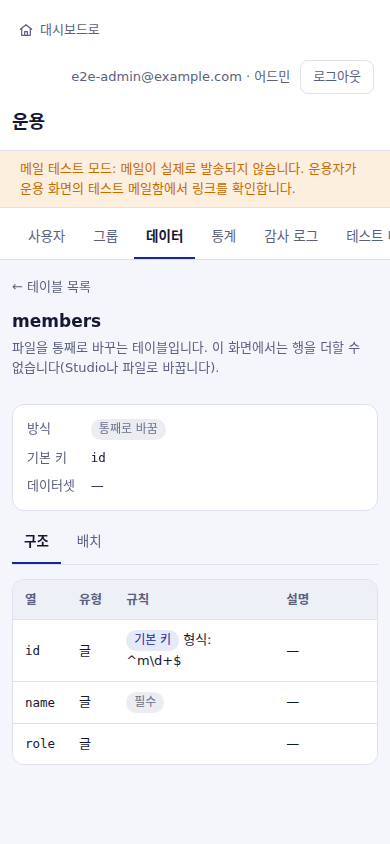 대시보드로
e2e-admin@example.com · 어드민
로그아웃
운용
메일 테스트 모드: 메일이 실제로 발송되지 않습니다. 운용자가
운용 화면의 테스트 메일함에서 링크를 확인합니다.
사용자 그룹 데이터 통계 감사 로그 테스트
← 테이블 목록
members
파일을 통째로 바꾸는 테이블입니다. 이 화면에서는 행을 더할 수
없습니다(Studio나 파일로 바꿉니다).
방식 통째로 바꿈
기본 키 id
데이터셋 —
구조 배치
열 유형 규칙 설명
id 글 기본 키 형식: —
^m\d+$
name 글 필수 —
role 글 —